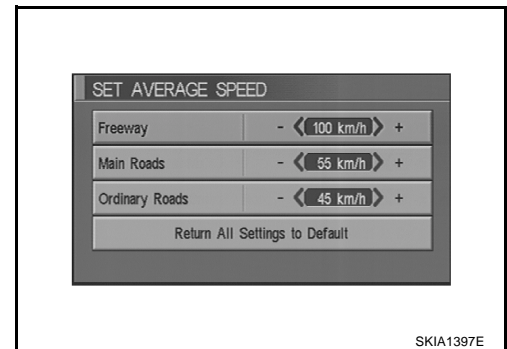 SET AVERAGE SPEED
Freeway - 100 km/h +
Main Roads - 55 km/h +
Ordinary Roads - 45 km/h +
Return All Settings to Default
SKIA1397E